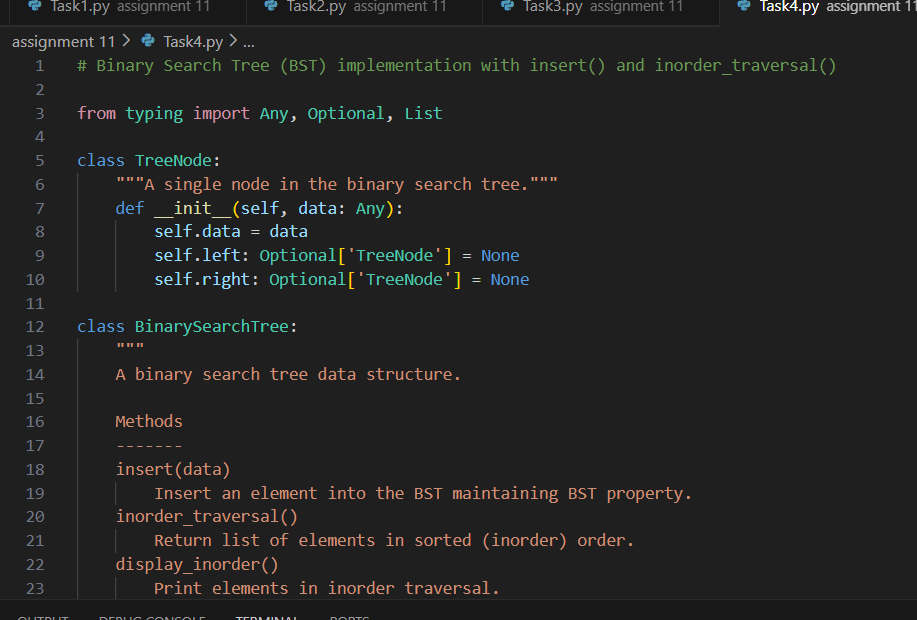 Task1.py assignment 11 Task2.py assignment 11 Task3.py assignment 11 Task4.py assignment 11
assignment 11 > Task4.py > ...
1 # Binary Search Tree (BST) implementation with insert() and inorder_traversal()
2
3 from typing import Any, Optional, List
4
5 class TreeNode:
6 """A single node in the binary search tree."""
7 def __init__(self, data: Any):
8 self.data = data
9 self.left: Optional['TreeNode'] = None
10 self.right: Optional['TreeNode'] = None
11
12 class BinarySearchTree:
13 """
14 A binary search tree data structure.
15
16 Methods
17 -------
18 insert(data)
19 Insert an element into the BST maintaining BST property.
20 inorder_traversal()
21 Return list of elements in sorted (inorder) order.
22 display_inorder()
23 Print elements in inorder traversal.
OUTPUT DEBUG CONSOLE TERMINAL PORTS